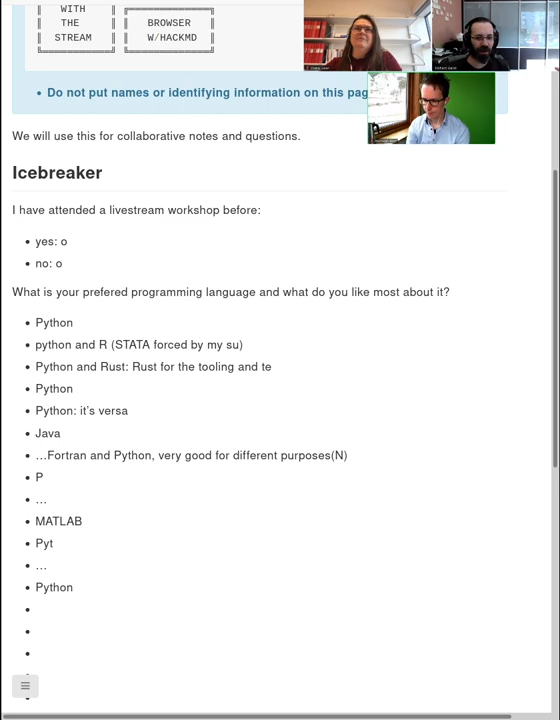 WITH
THE BROWSER
STREAM W/HACKMD
Do not put names or identifying information on this pag
We will use this for collaborative notes and questions.
Icebreaker
I have attended a livestream workshop before:
yes: o
no: o
What is your prefered programming language and what do you like most about it?
Python
python and R (STATA forced by my su)
Python and Rust: Rust for the tooling and te
Python
Python: it's versa
Java
…Fortran and Python, very good for different purposes(N)
P
…
MATLAB
Pyt
…
Python